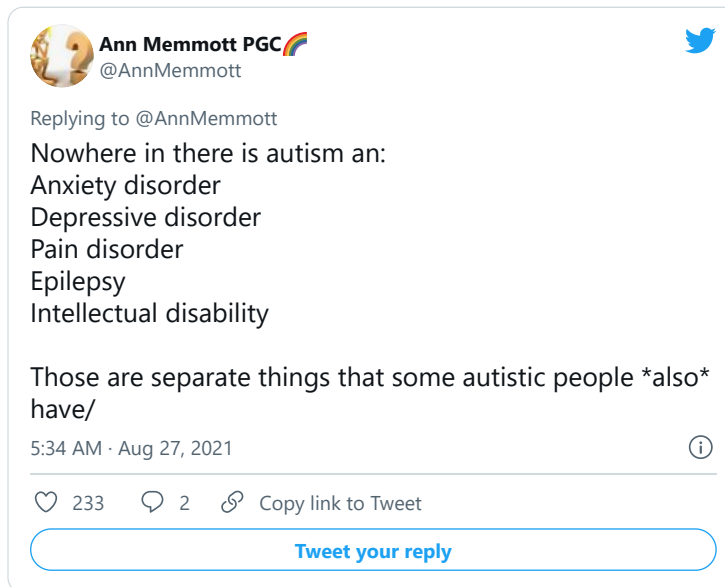 Ann Memmott PGC🌈
@AnnMemmott
Replying to @AnnMemmott
Nowhere in there is autism an:
Anxiety disorder
Depressive disorder
Pain disorder
Epilepsy
Intellectual disability
Those are separate things that some autistic people *also*
have/
5:34 AM · Aug 27, 2021
233 2 Copy link to Tweet
Tweet your reply